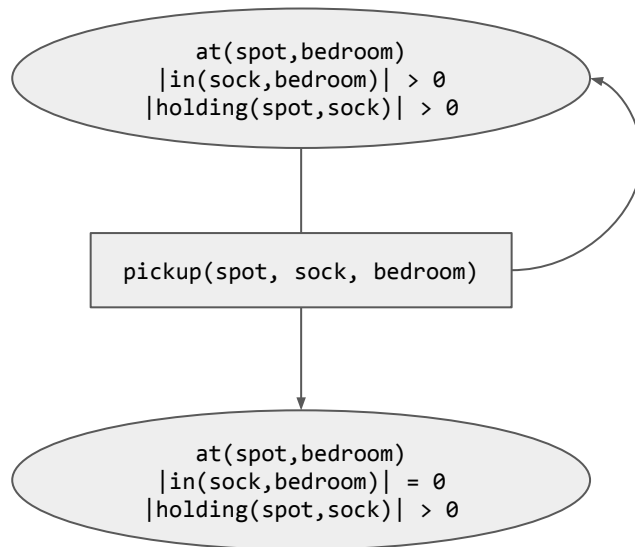 at(spot,bedroom)
|in(sock,bedroom)| > 0
|holding(spot,sock)| > 0
pickup(spot, sock, bedroom)
at(spot,bedroom)
|in(sock,bedroom)| = 0
|holding(spot,sock)| > 0